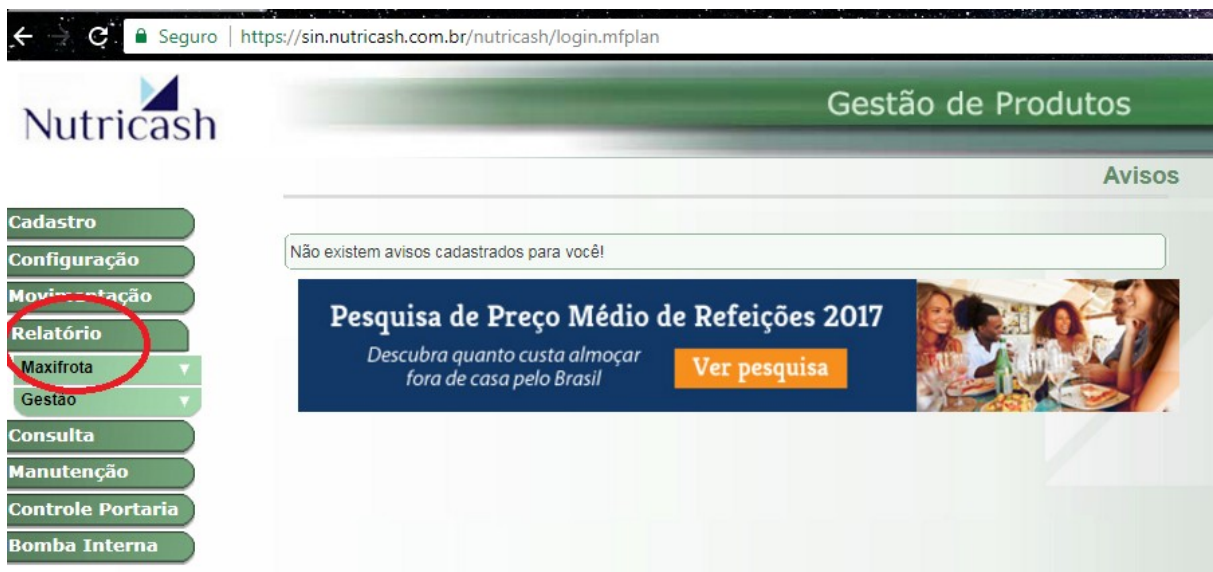 Seguro | https://sin.nutricash.com.br/nutricash/login.mfplan
Nutricash
Gestão de Produtos
Avisos
Cadastro
Configuração
Movimentação
Relatório
Maxifrota
Gestão
Consulta
Manutenção
Controle Portaria
Bomba Interna
Não existem avisos cadastrados para você!
Pesquisa de Preço Médio de Refeições 2017
Descubra quanto custa almoçar
fora de casa pelo Brasil
Ver pesquisa